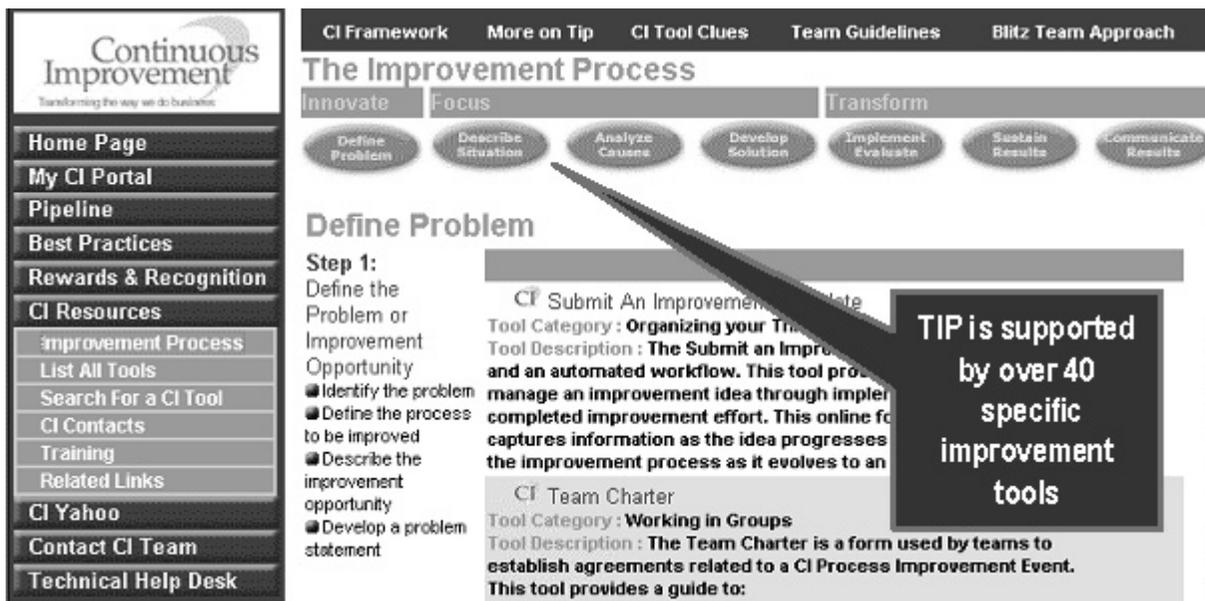 Continuous
Improvement
Transforming the way we do business
Home Page
My CI Portal
Pipeline
Best Practices
Rewards & Recognition
CI Resources
Improvement Process
List All Tools
Search For a CI Tool
CI Contacts
Training
Related Links
CI Yahoo
Contact CI Team
Technical Help Desk
CI Framework More on Tip CI Tool Clues Team Guidelines Blitz Team Approach
The Improvement Process
Innovate Focus Transform
Define Problem
Describe Situation
Analyze Causes
Develop Solution
Implement Evaluate
Sustain Results
Communicate Results
Define Problem
Step 1:
Define the
Problem or
Improvement
Opportunity
Identify the problem
Define the process
to be improved
Describe the
improvement
opportunity
Develop a problem
statement
CI Submit An Improvement
Tool Category : Organizing your
Tool Description : The Submit an
and an automated workflow. This tool
manage an improvement idea through
completed improvement effort. This online
captures information as the idea progresses
the improvement process as it evolves to an
CI Team Charter
Tool Category : Working in Groups
Tool Description : The Team Charter is a form used by teams to
establish agreements related to a CI Process Improvement Event.
This tool provides a guide to:
TIP is supported
by over 40
specific
improvement
tools